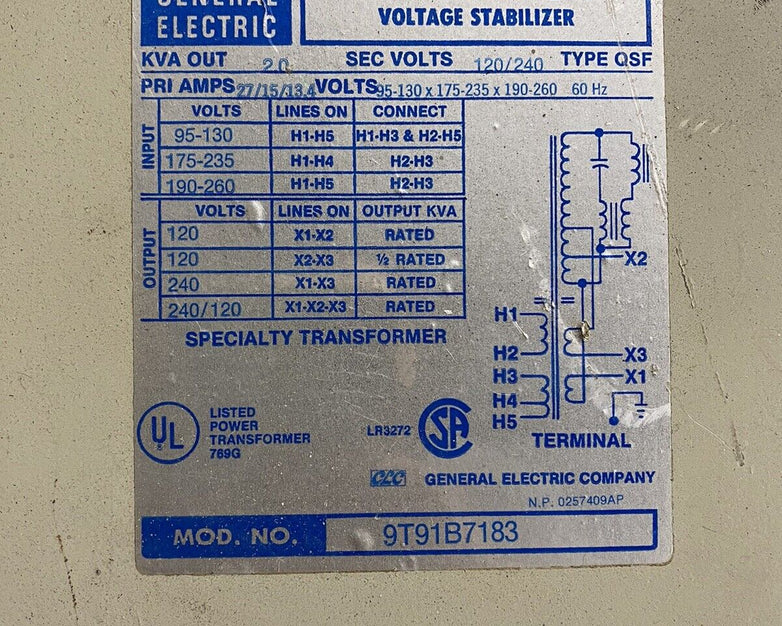 GENERAL
ELECTRIC
VOLTAGE STABILIZER
KVA OUT 2.0 SEC VOLTS 120/240 TYPE QSF
PRI AMPS 27/15/13.4 VOLTS 95-130 x 175-235 x 190-260 60 Hz
INPUT
VOLTS LINES ON CONNECT
95-130 H1-H5 H1-H3 & H2-H5
175-235 H1-H4 H2-H3
190-260 H1-H5 H2-H3
OUTPUT
VOLTS LINES ON OUTPUT KVA
120 X1-X2 RATED
120 X2-X3 ½ RATED
240 X1-X3 RATED
240/120 X1-X2-X3 RATED
SPECIALTY TRANSFORMER
X2
H1
H2 X3
H3 X1
H4
H5
TERMINAL
UL
®
LISTED
POWER
TRANSFORMER
769G
LR3272 SA
CLC GENERAL ELECTRIC COMPANY
N.P. 0257409AP
MOD. NO. 9T91B7183